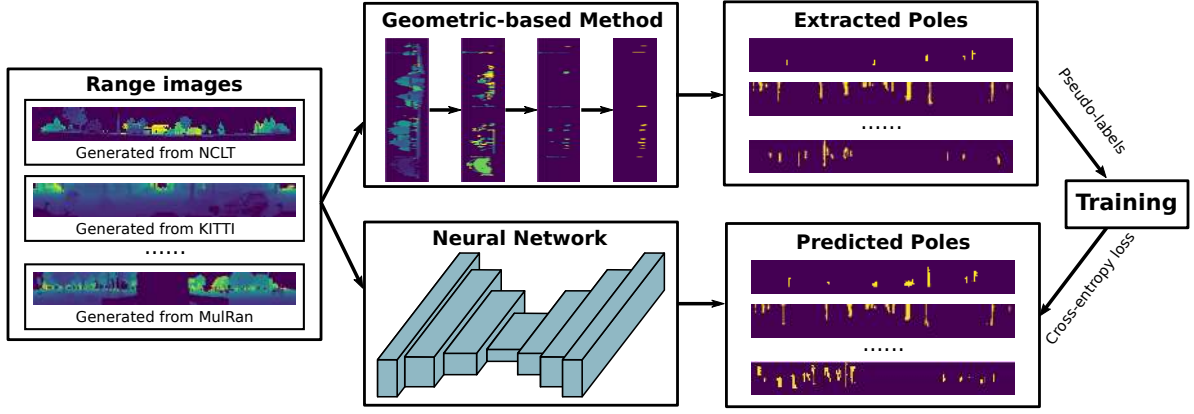 Range images
Generated from NCLT
Generated from KITTI
......
Generated from MulRan
Geometric-based Method
Neural Network
Extracted Poles
......
Predicted Poles
......
Pseudo-labels
Training
Cross-entropy loss